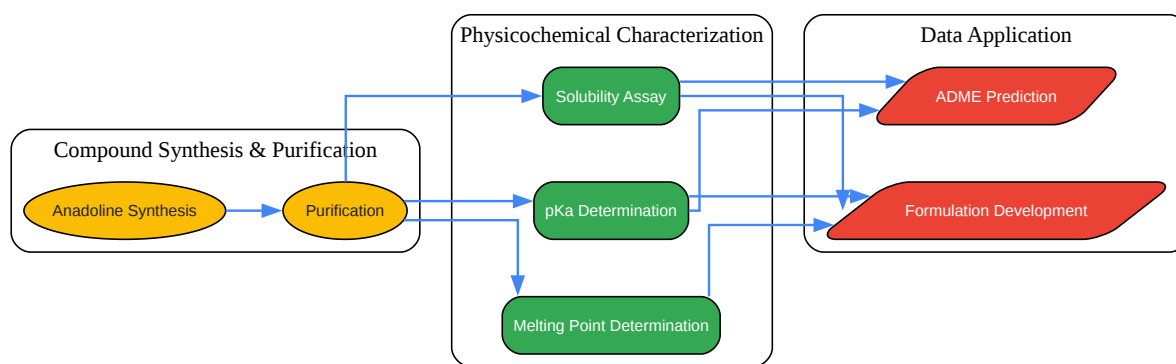 Compound Synthesis & Purification
Anadoline Synthesis
Purification
Physicochemical Characterization
Solubility Assay
pKa Determination
Melting Point Determination
Data Application
ADME Prediction
Formulation Development